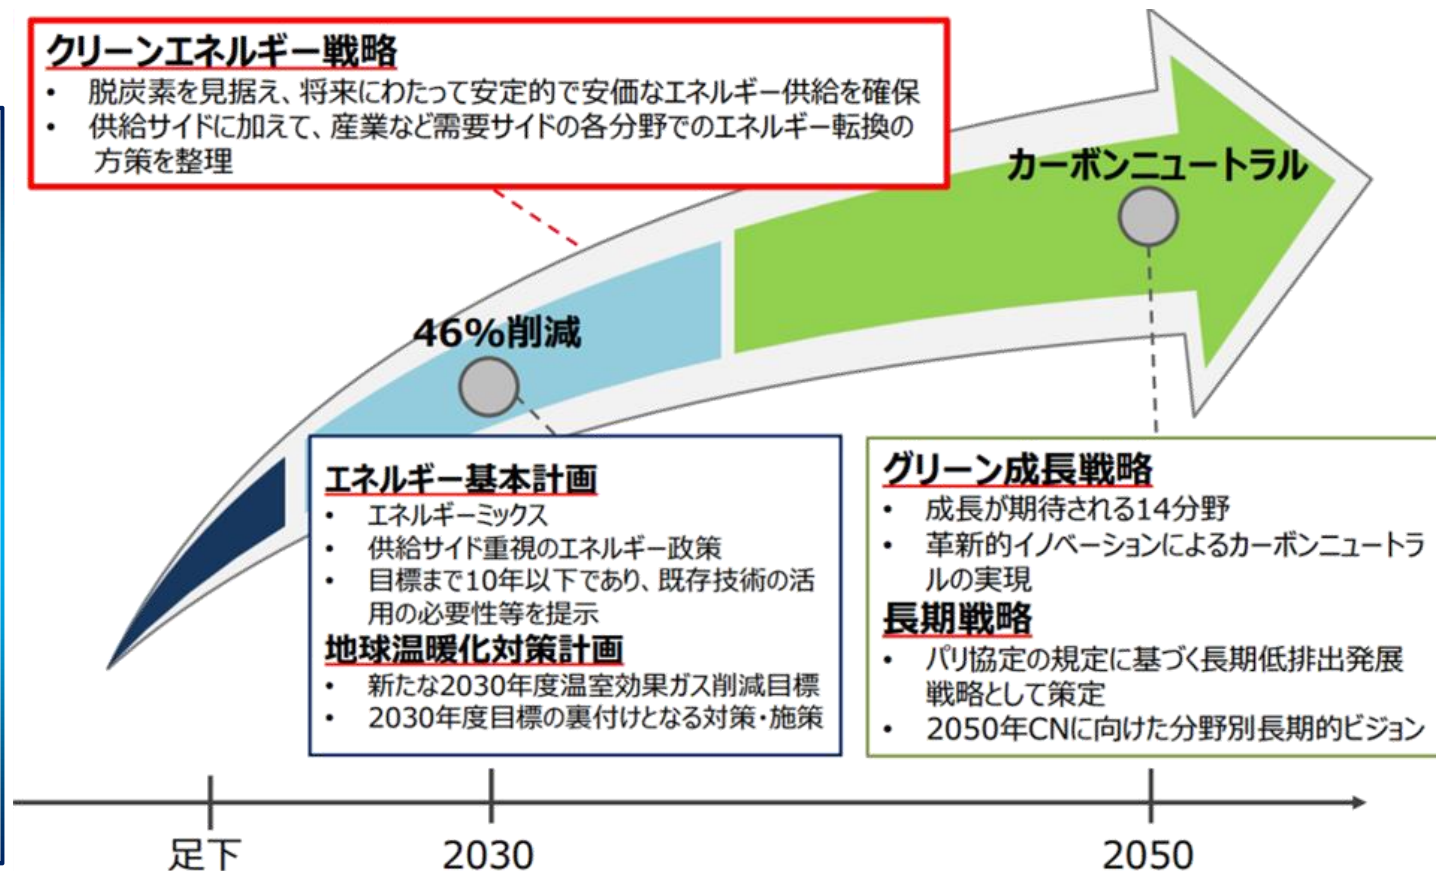 クリーンエネルギー戦略
• 脱炭素を見据え、将来にわたって安定的で安価なエネルギー供給を確保
• 供給サイドに加えて、産業など需要サイドの各分野でのエネルギー転換の
方策を整理
カーボンニュートラル
46%削減
エネルギー基本計画
• エネルギーミックス
• 供給サイド重視のエネルギー政策
• 目標まで10年以下であり、既存技術の活
用の必要性等を提示
地球温暖化対策計画
• 新たな2030年度温室効果ガス削減目標
• 2030年度目標の裏付けとなる対策・施策
グリーン成長戦略
• 成長が期待される14分野
• 革新的イノベーションによるカーボンニュートラ
ルの実現
長期戦略
• パリ協定の規定に基づく長期低排出発展
戦略として策定
• 2050年CNに向けた分野別長期的ビジョン
足下
2030
2050